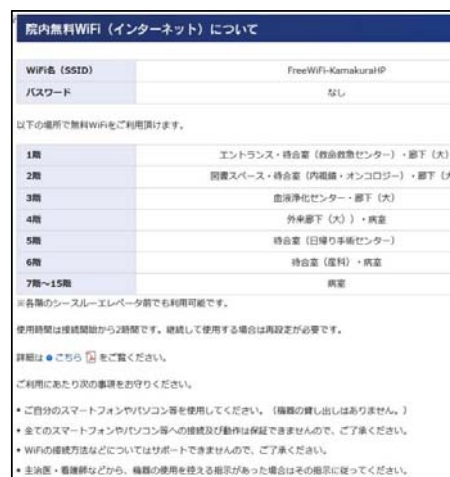 院内無料WiFi（インターネット）について
WiFi名（SSID） FreeWiFi-KamakuraHP
パスワード なし
以下の場所で無料WiFiをご利用頂けます。
1階 エントランス・待合室（救命救急センター）・廊下（大）
2階 図書スペース・待合室（内視鏡・オンコロジー）・廊下（大
3階 血液浄化センター・廊下（大）
4階 外来廊下（大））・病室
5階 待合室（日帰り手術センター）
6階 待合室（産科）・病室
7階～15階 病室
※各階のシースルーエレベータ前でも利用可能です。
使用時間は接続開始から2時間です。継続して使用する場合は再設定が必要です。
詳細は こちら をご覧ください。
ご利用にあたり次の事項をお守りください。
• ご自分のスマートフォンやパソコン等を使用してください。（機器の貸し出しはありません。）
• 全てのスマートフォンやパソコン等への接続及び動作は保証できませんので、ご了承ください。
• WiFiの接続方法などについてはサポートできませんので、ご了承ください。
• 主治医・看護師などから、機器の使用を控える指示があった場合はその指示に従ってください。